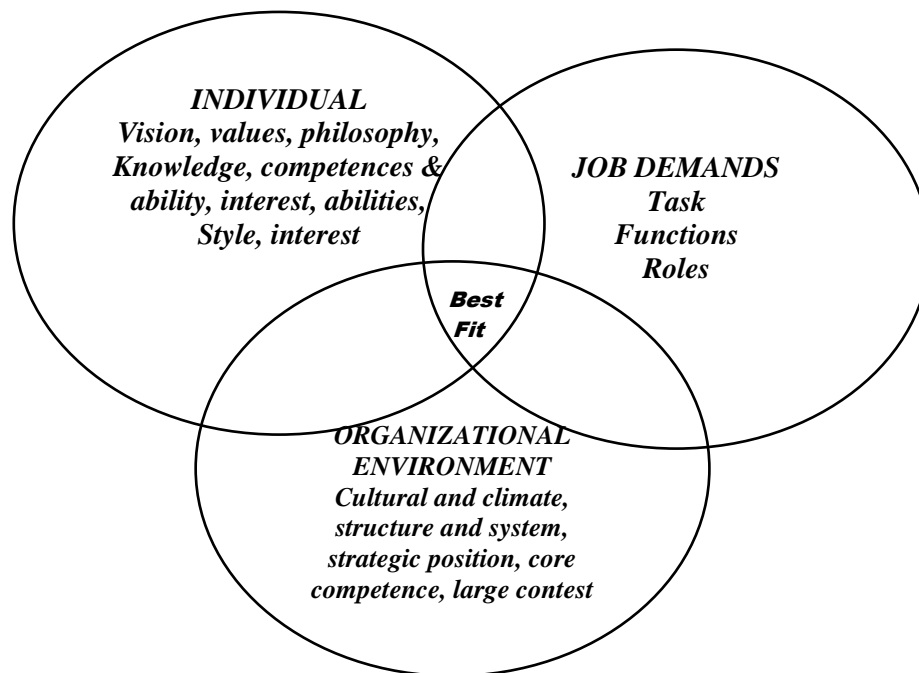 INDIVIDUAL
Vision, values, philosophy,
Knowledge, competences &
ability, interest, abilities,
Style, interest
JOB DEMANDS
Task
Functions
Roles
Best
Fit
ORGANIZATIONAL
ENVIRONMENT
Cultural and climate,
structure and system,
strategic position, core
competence, large contest